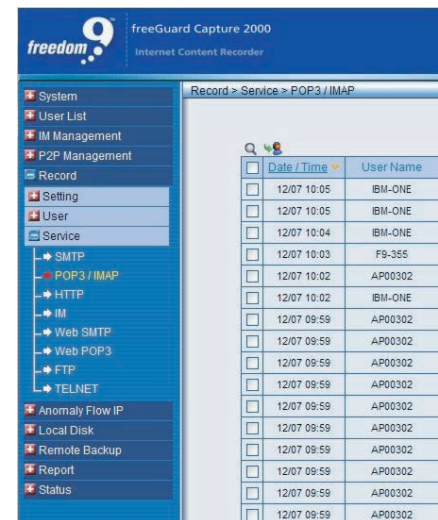 freedom9
freeGuard Capture 2000
Internet Content Recorder
System
User List
IM Management
P2P Management
Record
Setting
User
Service
SMTP
POP3 / IMAP
HTTP
IM
Web SMTP
Web POP3
FTP
TELNET
Anomaly Flow IP
Local Disk
Remote Backup
Report
Status
Record > Service > POP3 / IMAP
Date / Time User Name
12/07 10:05 IBM-ONE
12/07 10:05 IBM-ONE
12/07 10:04 IBM-ONE
12/07 10:03 F9-355
12/07 10:02 AP00302
12/07 10:02 IBM-ONE
12/07 09:59 AP00302
12/07 09:59 AP00302
12/07 09:59 AP00302
12/07 09:59 AP00302
12/07 09:59 AP00302
12/07 09:59 AP00302
12/07 09:59 AP00302
12/07 09:59 AP00302
12/07 09:59 AP00302
12/07 09:59 AP00302